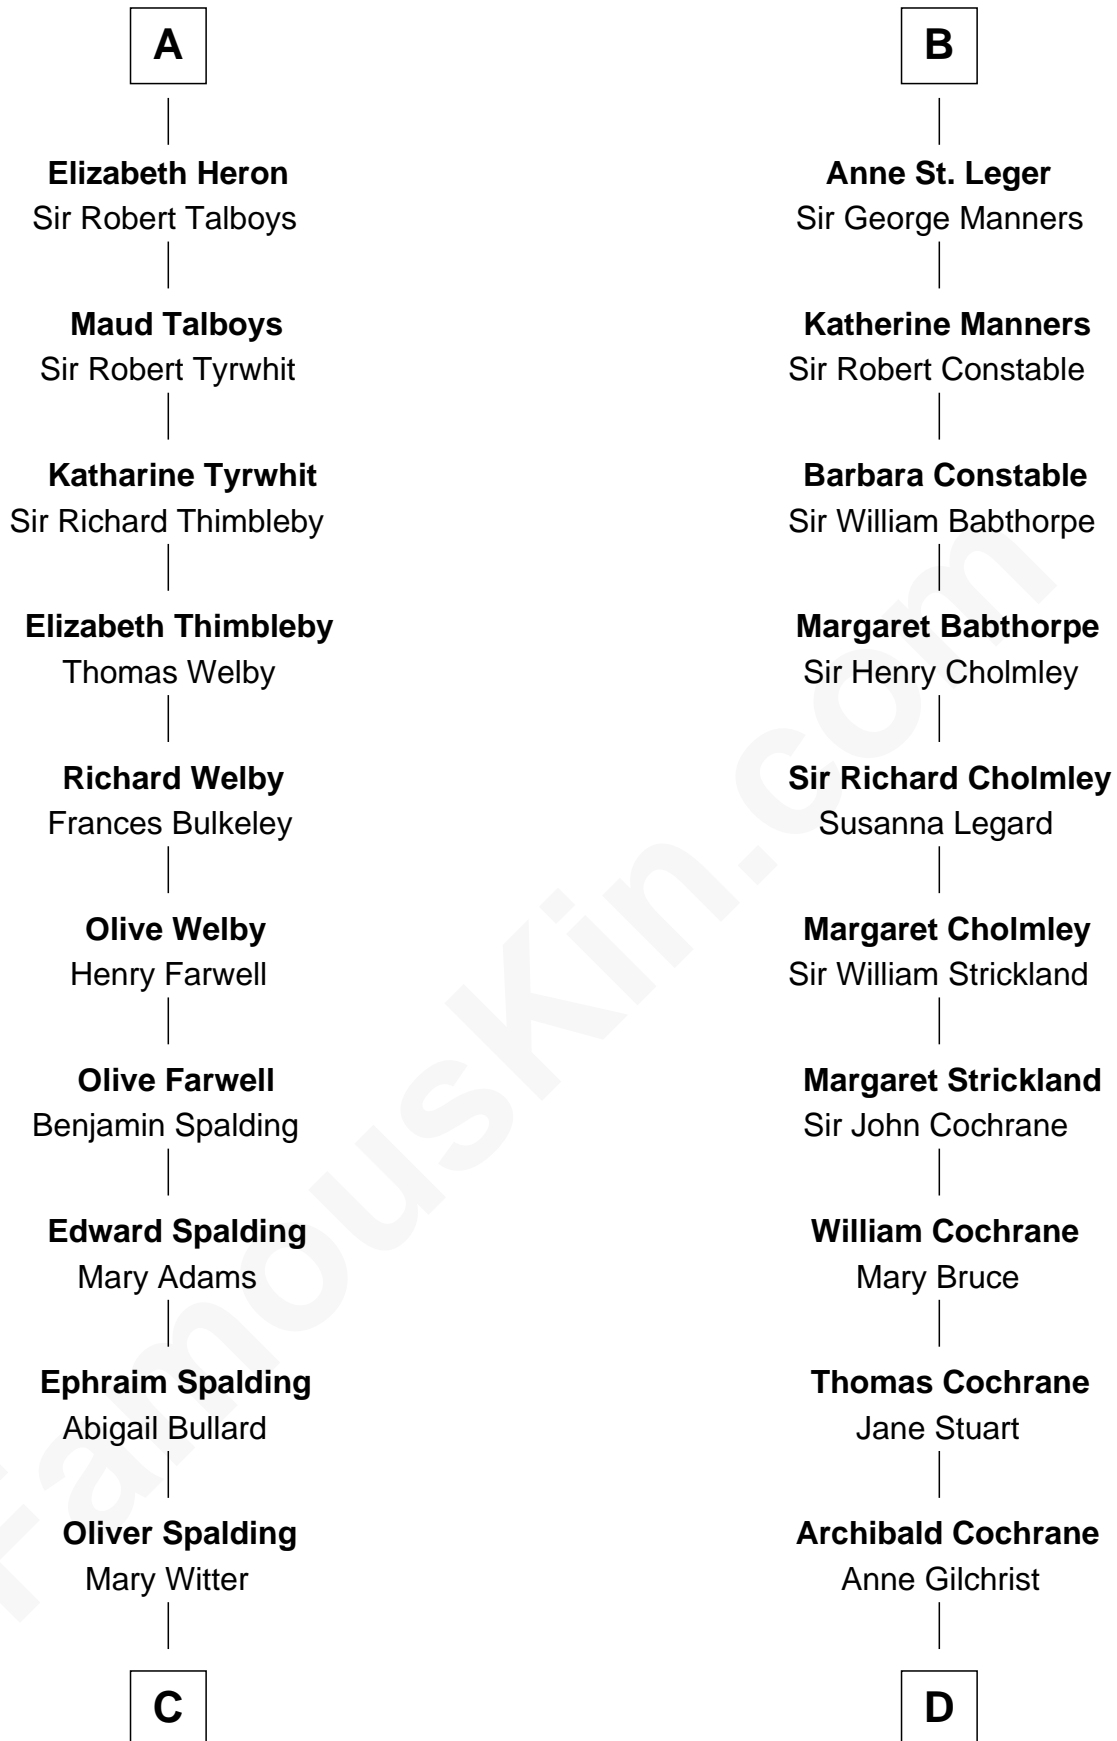 A
Elizabeth Heron
Sir Robert Talboys
Maud Talboys
Sir Robert Tyrwhit
Katharine Tyrwhit
Sir Richard Thimbleby
Elizabeth Thimbleby
Thomas Welby
Richard Welby
Frances Bulkeley
Olive Welby
Henry Farwell
Olive Farwell
Benjamin Spalding
Edward Spalding
Mary Adams
Ephraim Spalding
Abigail Bullard
Oliver Spalding
Mary Witter
C
B
Anne St. Leger
Sir George Manners
Katherine Manners
Sir Robert Constable
Barbara Constable
Sir William Babthorpe
Margaret Babthorpe
Sir Henry Cholmley
Sir Richard Cholmley
Susanna Legard
Margaret Cholmley
Sir William Strickland
Margaret Strickland
Sir John Cochrane
William Cochrane
Mary Bruce
Thomas Cochrane
Jane Stuart
Archibald Cochrane
Anne Gilchrist
D
FamousKin.com